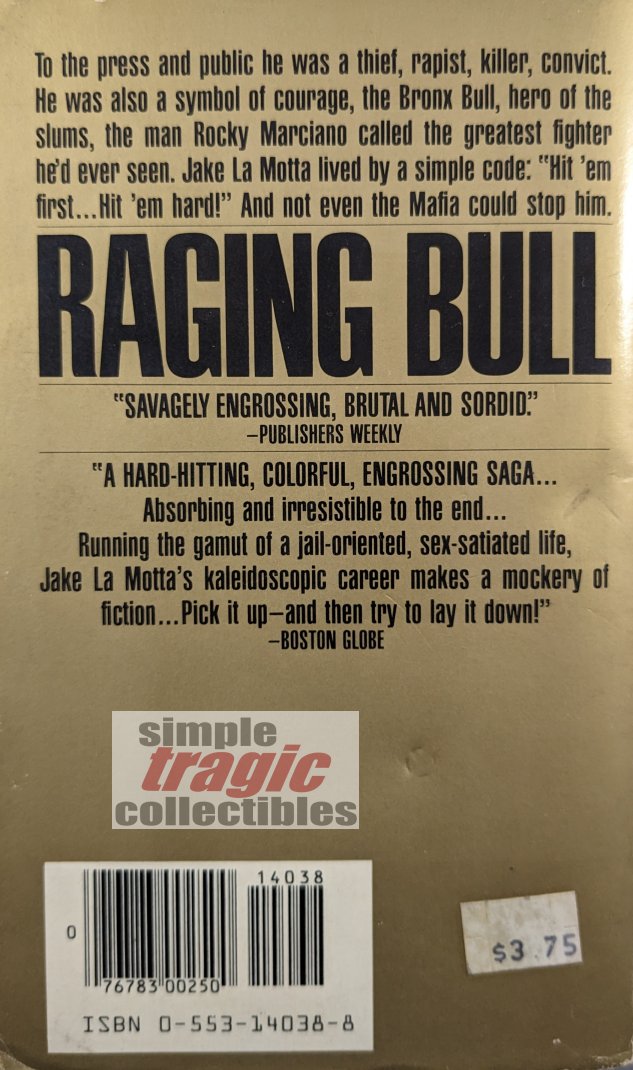 To the press and public he was a thief, rapist, killer, convict.
He was also a symbol of courage, the Bronx Bull, hero of the
slums, the man Rocky Marciano called the greatest fighter
he'd ever seen. Jake La Motta lived by a simple code: "Hit 'em
first...Hit 'em hard!" And not even the Mafia could stop him.
RAGING BULL
"SAVAGELY ENGROSSING, BRUTAL AND SORDID."
—PUBLISHERS WEEKLY
"A HARD-HITTING, COLORFUL, ENGROSSING SAGA...
Absorbing and irresistible to the end...
Running the gamut of a jail-oriented, sex-satiated life,
Jake La Motta's kaleidoscopic career makes a mockery of
fiction...Pick it up—and then try to lay it down!"
—BOSTON GLOBE
simple
tragic
collectibles
14038
0
76783 00250
ISBN 0-553-14038-8
$3.75